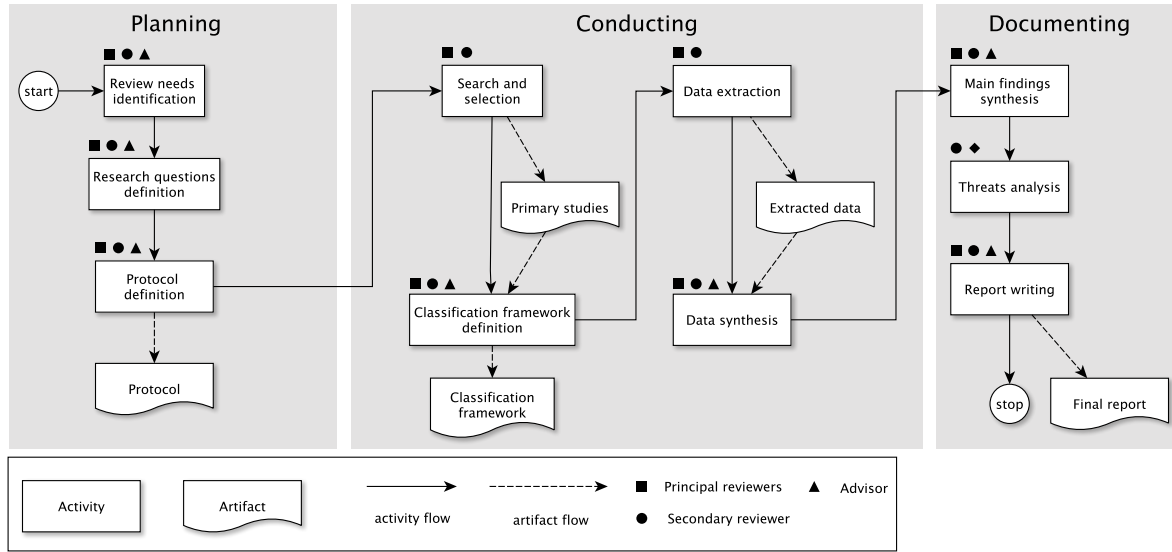 Planning
start
Review needs
identification
Research questions
definition
Protocol
definition
Protocol
Conducting
Search and
selection
Primary studies
Classification framework
definition
Classification
framework
Data extraction
Extracted data
Data synthesis
Documenting
Main findings
synthesis
Threats analysis
Report writing
stop
Final report
Activity
Artifact
activity flow
artifact flow
Principal reviewers
Secondary reviewer
Advisor